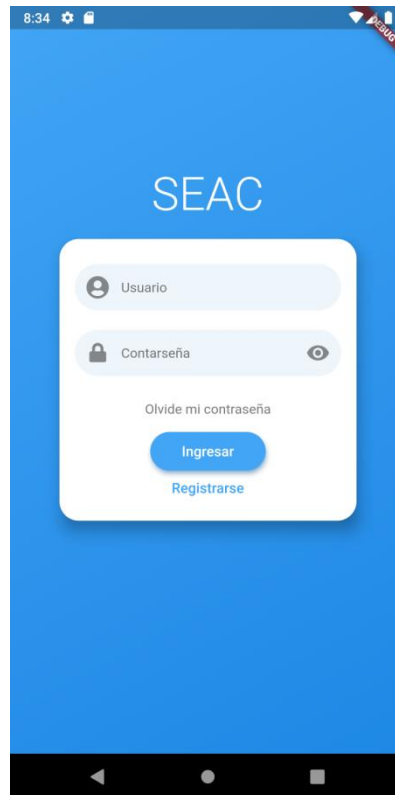 8:34
DEBUG
SEAC
Usuario
Contarseña
Olvide mi contraseña
Ingresar
Registrarse